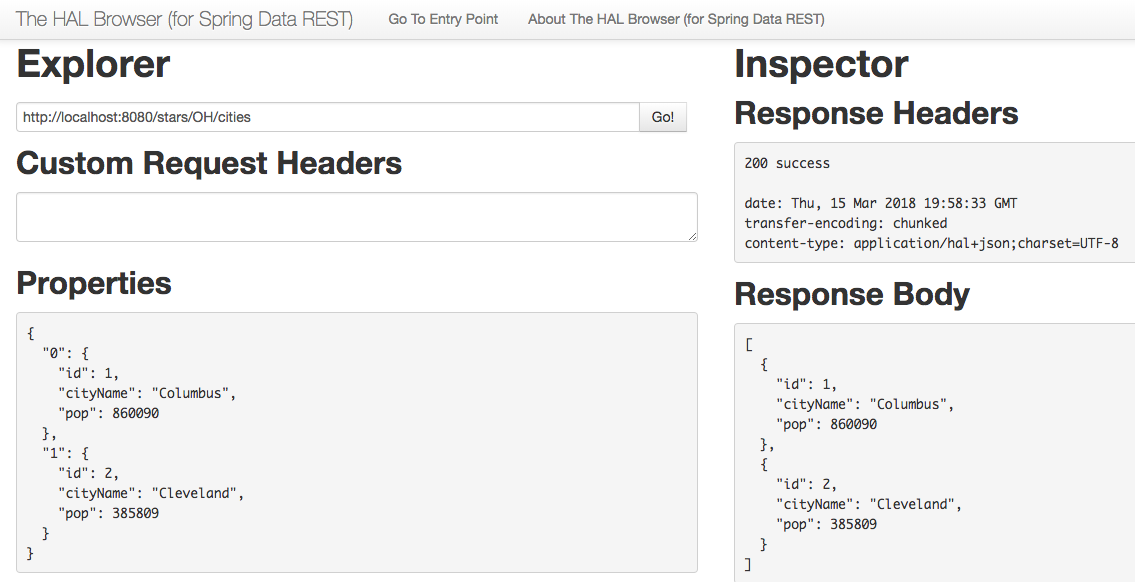 The HAL Browser (for Spring Data REST) Go To Entry Point About The HAL Browser (for Spring Data REST)
Explorer
http://localhost:8080/stars/OH/cities Go!
Custom Request Headers
Properties
{
"0": {
"id": 1,
"cityName": "Columbus",
"pop": 860090
},
"1": {
"id": 2,
"cityName": "Cleveland",
"pop": 385809
}
}
Inspector
Response Headers
200 success
date: Thu, 15 Mar 2018 19:58:33 GMT
transfer-encoding: chunked
content-type: application/hal+json;charset=UTF-8
Response Body
[
{
"id": 1,
"cityName": "Columbus",
"pop": 860090
},
{
"id": 2,
"cityName": "Cleveland",
"pop": 385809
}
]